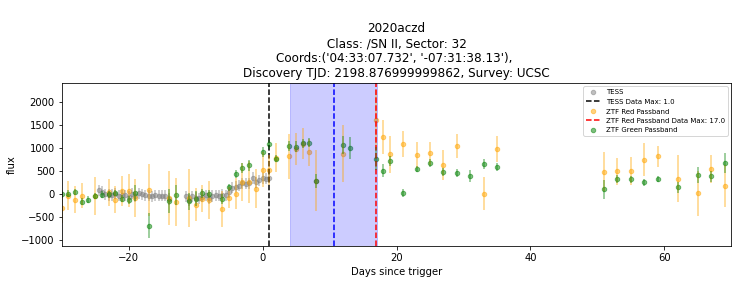 2020aczd
Class: /SN II, Sector: 32
Coords:('04:33:07.732', '-07:31:38.13'),
Discovery TJD: 2198.876999999862, Survey: UCSC
2000
1500
1000
500
0
−500
−1000
flux
−20
0
20
40
60
Days since trigger
TESS
TESS Data Max: 1.0
ZTF Red Passband
ZTF Red Passband Data Max: 17.0
ZTF Green Passband